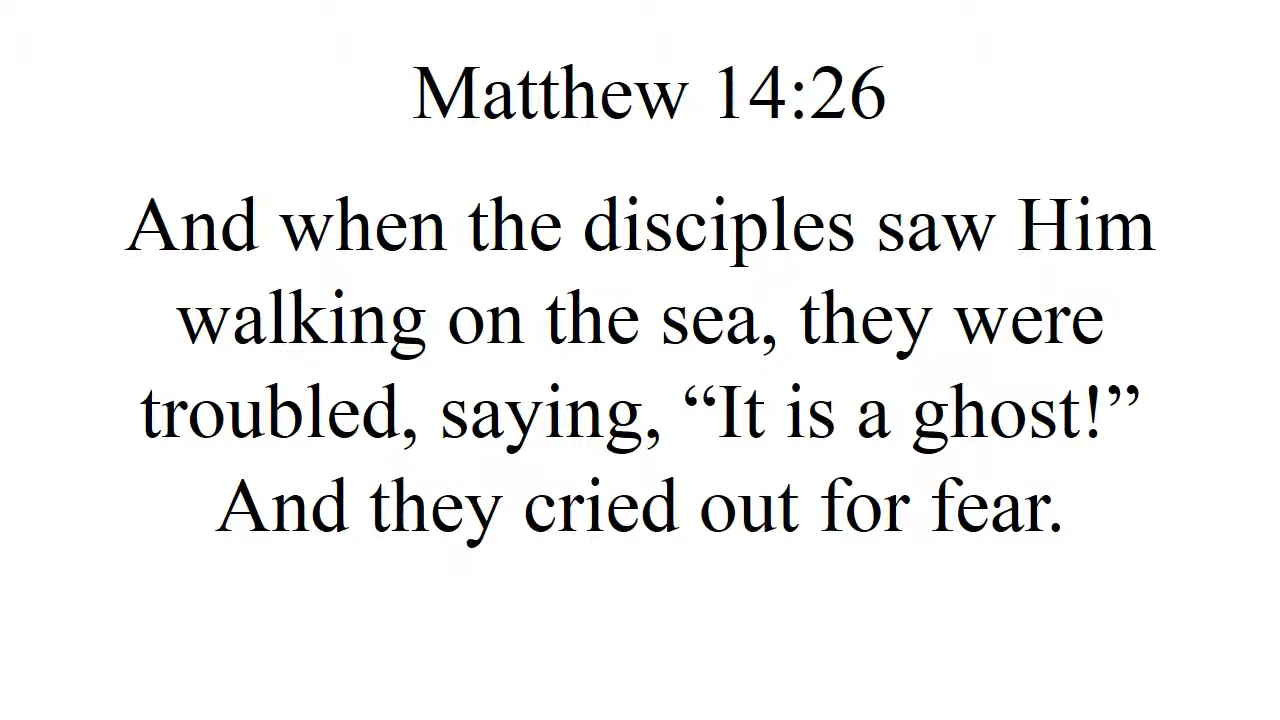 Matthew 14:26
And when the disciples saw Him
walking on the sea, they were
troubled, saying, “It is a ghost!”
And they cried out for fear.